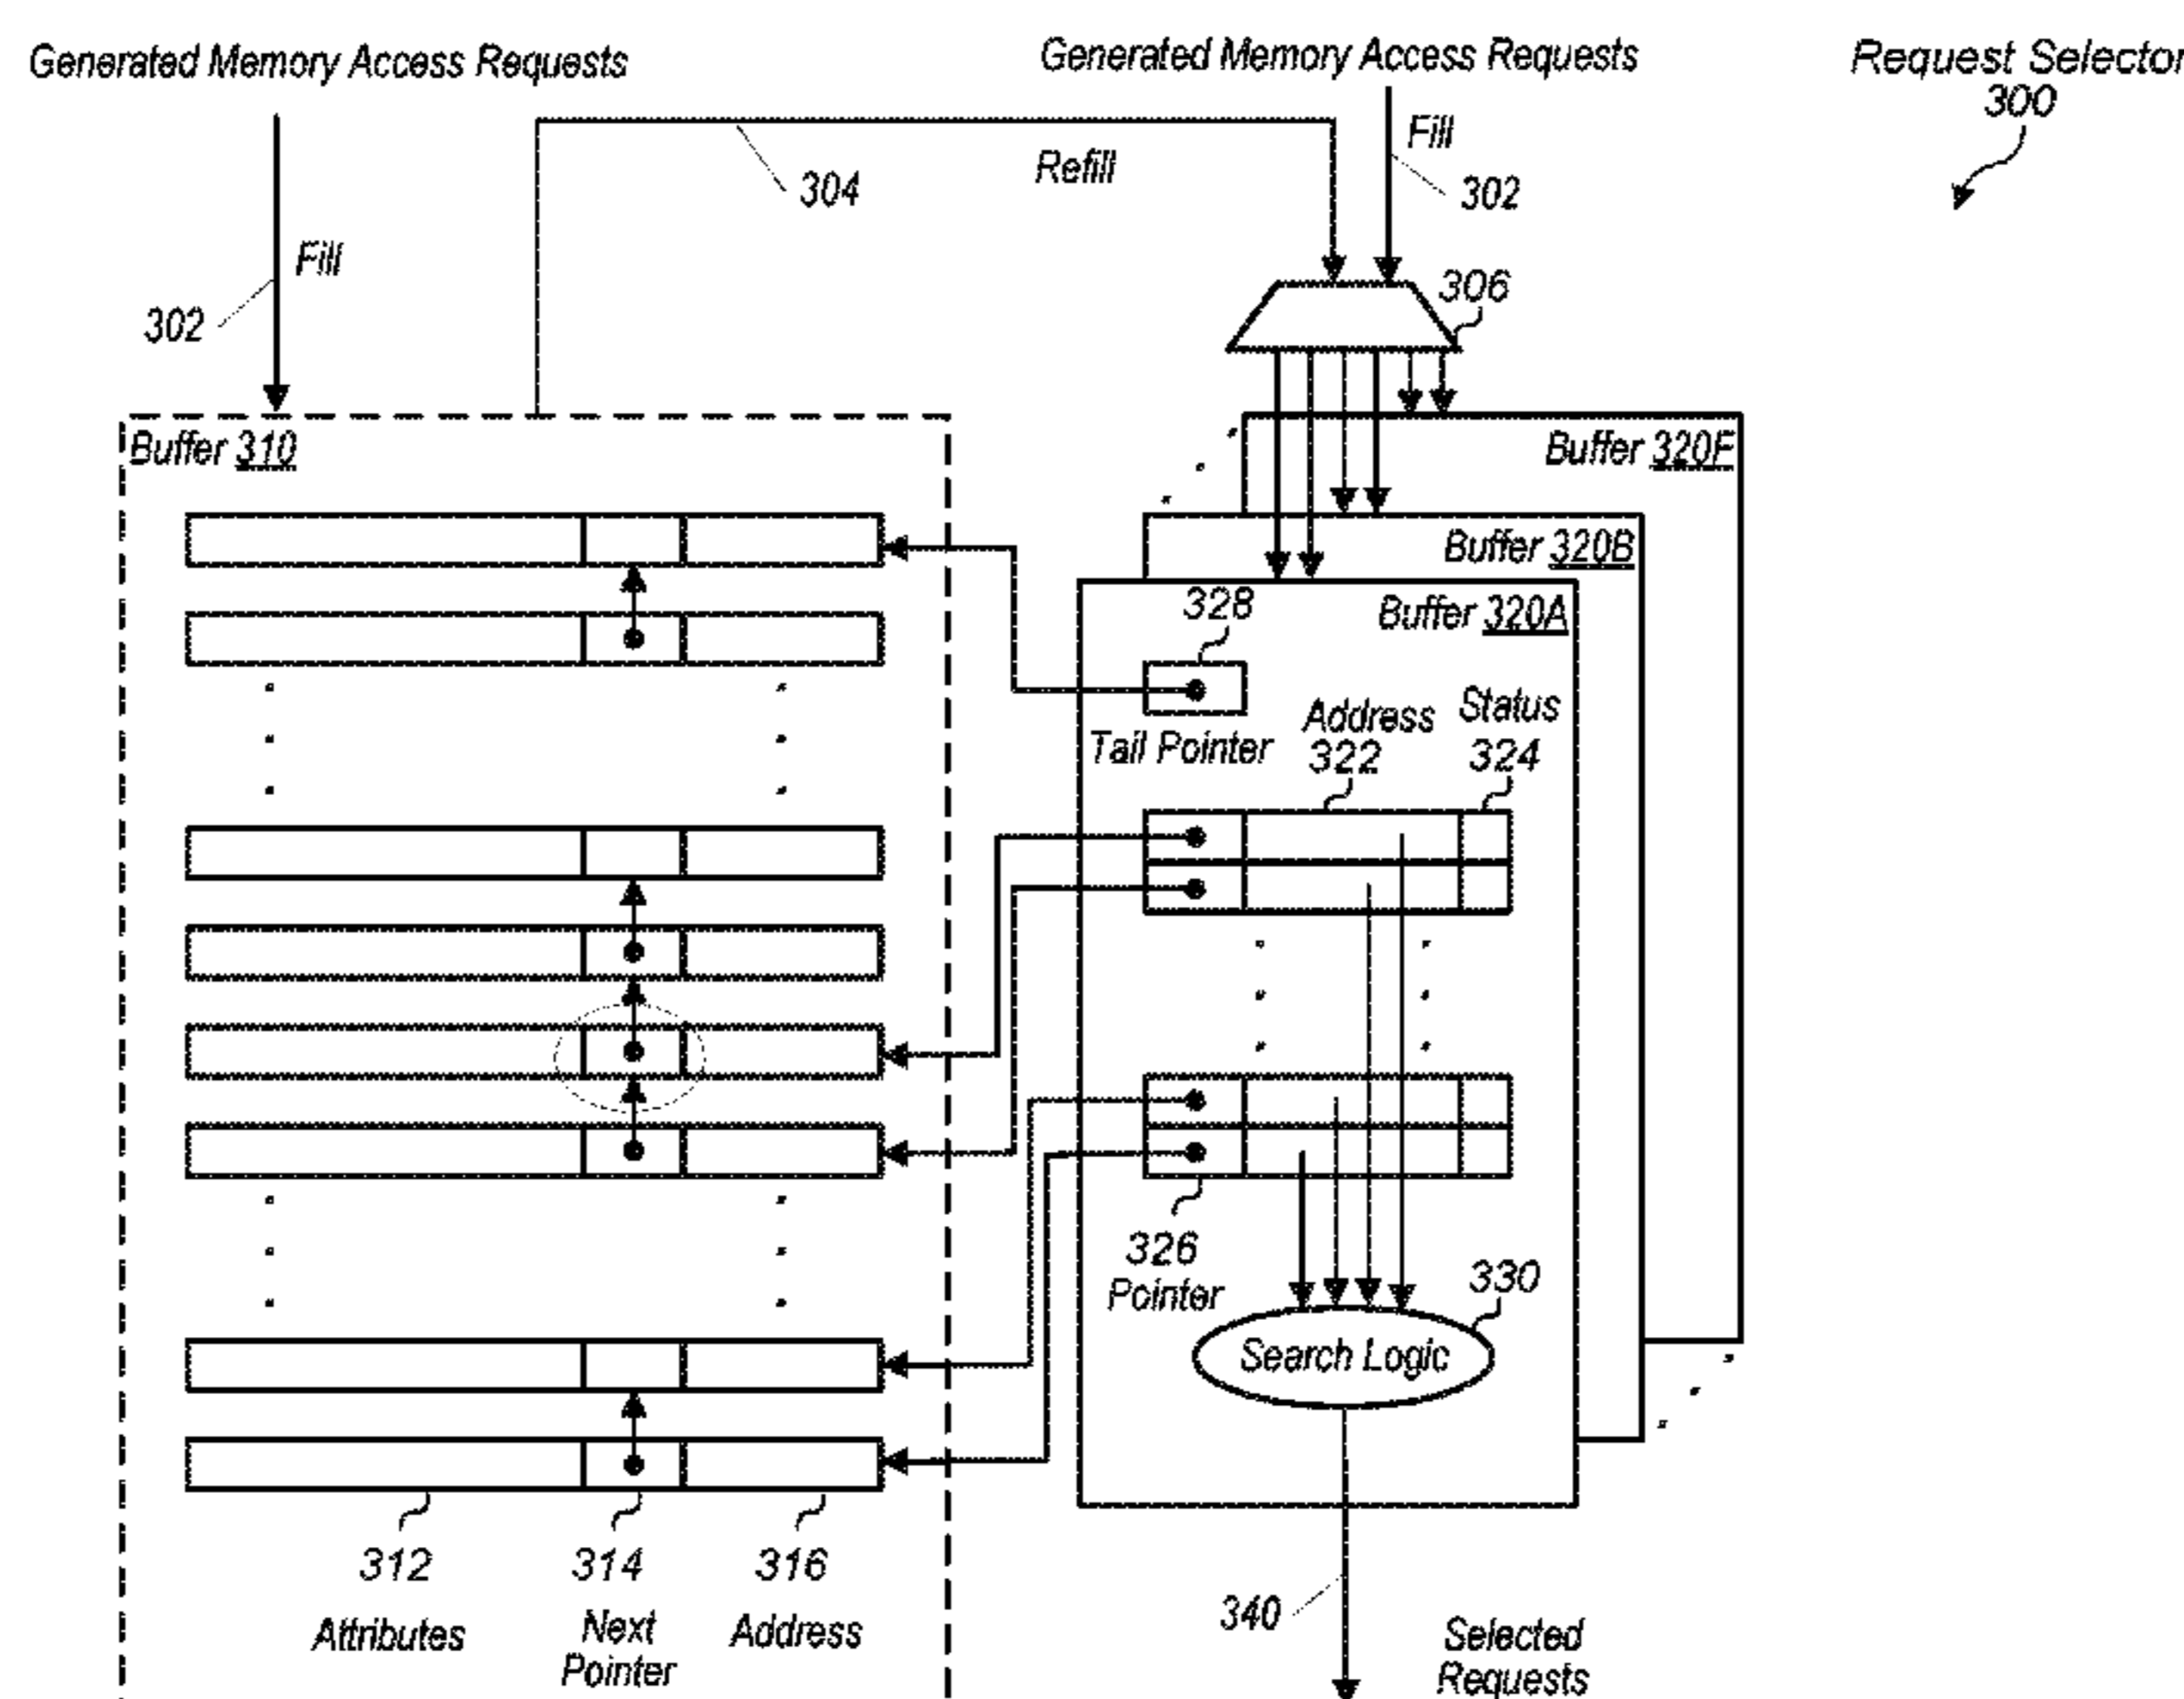 Generated Memory Access Requests
Generated Memory Access Requests
Request Selector
300
Fill
302
304
Refill
Fill
302
306
Buffer 310
Buffer 320F
Buffer 320B
Buffer 320A
328
Tail Pointer
Address
322
Status
324
326
Pointer
330
Search Logic
312
314
316
Attributes
Next
Pointer
Address
340
Selected
Requests